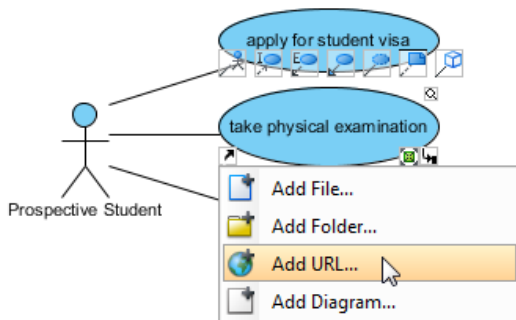 apply for student visa
I
E
take physical examination
Prospective Student
Add File...
Add Folder...
Add URL...
Add Diagram...